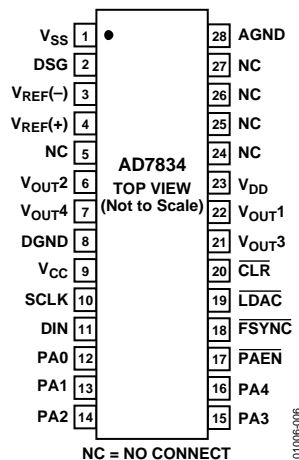 VSS 1 28 AGND
DSG 2 27 NC
VREF(–) 3 26 NC
VREF(+) 4 25 NC
NC 5 24 NC
AD7834
VOUT2 6 23 VDD
TOP VIEW
VOUT4 7 22 VOUT1
(Not to Scale)
DGND 8 21 VOUT3
VCC 9 20 CLR
SCLK 10 19 LDAC
DIN 11 18 FSYNC
PA0 12 17 PAEN
PA1 13 16 PA4
PA2 14 15 PA3
NC = NO CONNECT
01006-006